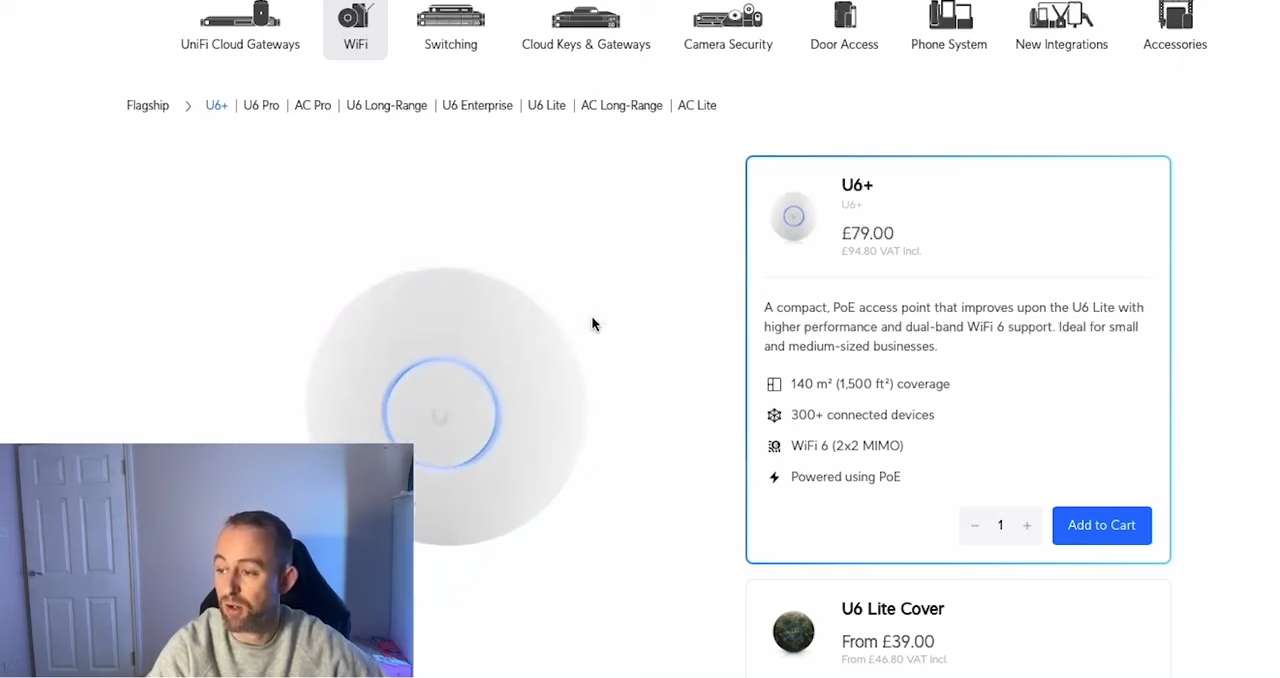 UniFi Cloud Gateways
WiFi
Switching
Cloud Keys & Gateways
Camera Security
Door Access
Phone System
New Integrations
Accessories
Flagship > U6+ | U6 Pro | AC Pro | U6 Long-Range | U6 Enterprise | U6 Lite | AC Long-Range | AC Lite
U6+
U6+
£79.00
£94.80 VAT Incl.
A compact, PoE access point that improves upon the U6 Lite with
higher performance and dual-band WiFi 6 support. Ideal for small
and medium-sized businesses.
140 m² (1,500 ft²) coverage
300+ connected devices
WiFi 6 (2x2 MIMO)
Powered using PoE
− 1 +
Add to Cart
U6 Lite Cover
From £39.00
From £46.80 VAT Incl.